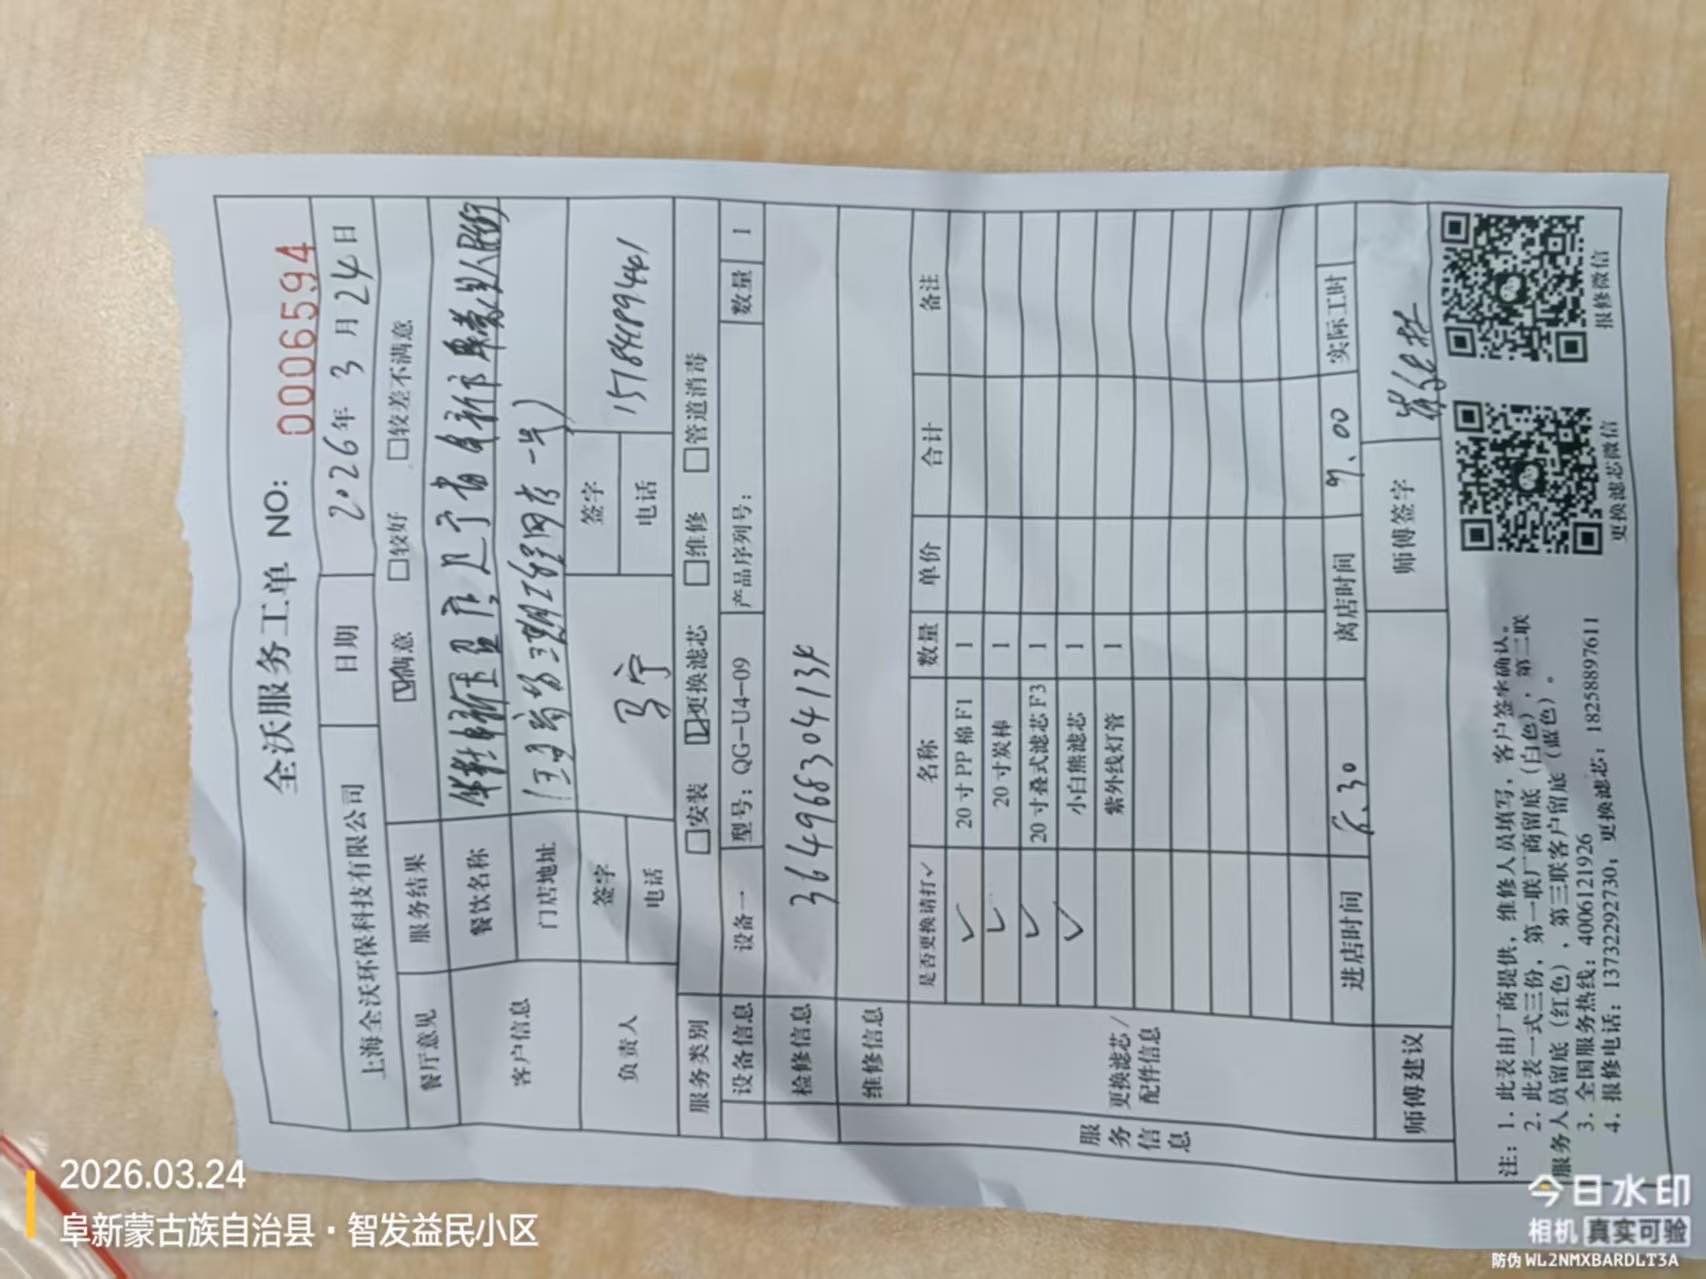 全沃服务工单 NO: 0006594
上海全沃环保科技有限公司 日期 2026年3月24日
餐厅意见 服务结果 ☑满意 □较好 □较差不满意
客户信息 餐饮名称
门店地址
负责人 签字 签字
电话 电话 15784899441
服务类别 □安装 ☑更换滤芯 □维修 □管道消毒
设备信息 设备一 型号：QG-U4-09 产品序列号： 数量 1
检修信息
维修信息
服务信息
更换滤芯/配件信息
是否更换请打✓ 名称 数量 单价 合计 备注
✓ 20寸PP棉F1 1
✓ 20寸炭棒 1
✓ 20寸叠式滤芯F3 1
✓ 小白熊滤芯 1
紫外线灯管 1
进店时间 8.30 离店时间 9.00 实际工时
师傅建议 师傅签字
更换滤芯微信 报修微信
注：1. 此表由厂商提供，维修人员填写，客户签字确认。
2. 此表一式三份，第一联厂商留底（白色），第二联
服务人员留底（红色），第三联客户留底（蓝色）。
3. 全国服务热线：4006121926
4. 报修电话：13732292730；更换滤芯：18258897611
2026.03.24
阜新蒙古族自治县·智发益民小区
今日水印
相机 真实可验
防伪 WL2NMXBARDLT3A